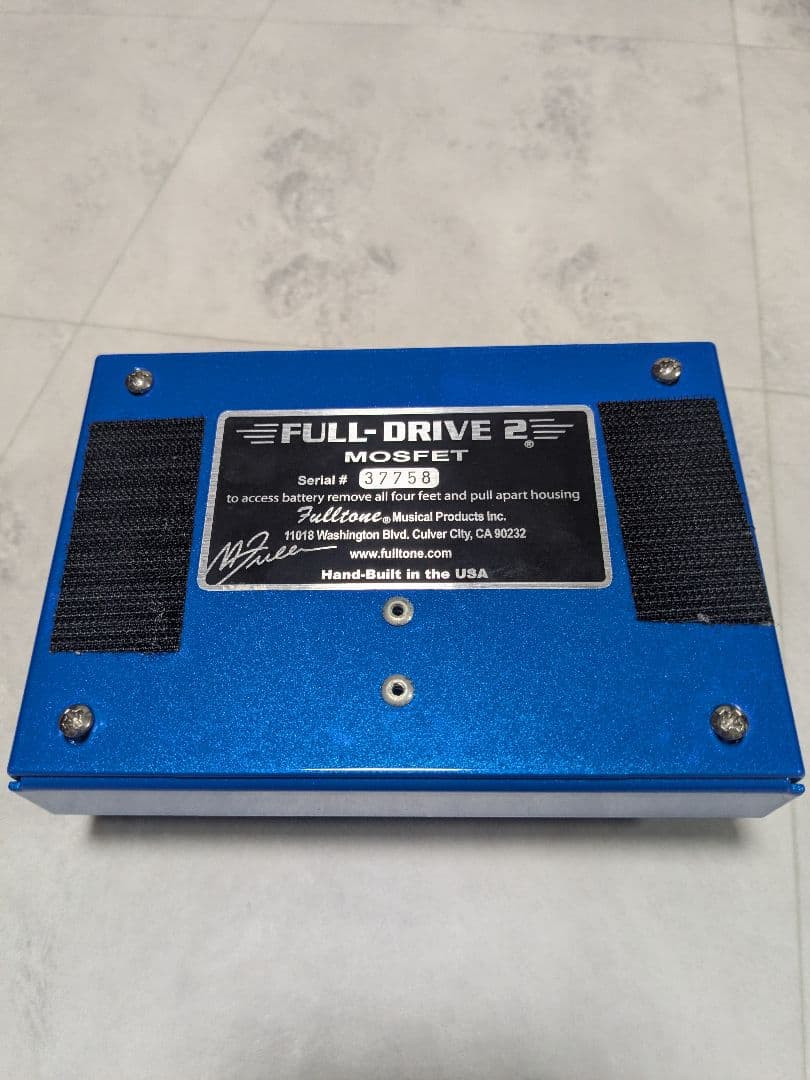 FULL-DRIVE 2®
MOSFET
Serial # 37758
to access battery remove all four feet and pull apart housing
Fulltone® Musical Products Inc.
11018 Washington Blvd. Culver City, CA 90232
www.fulltone.com
Hand-Built in the USA